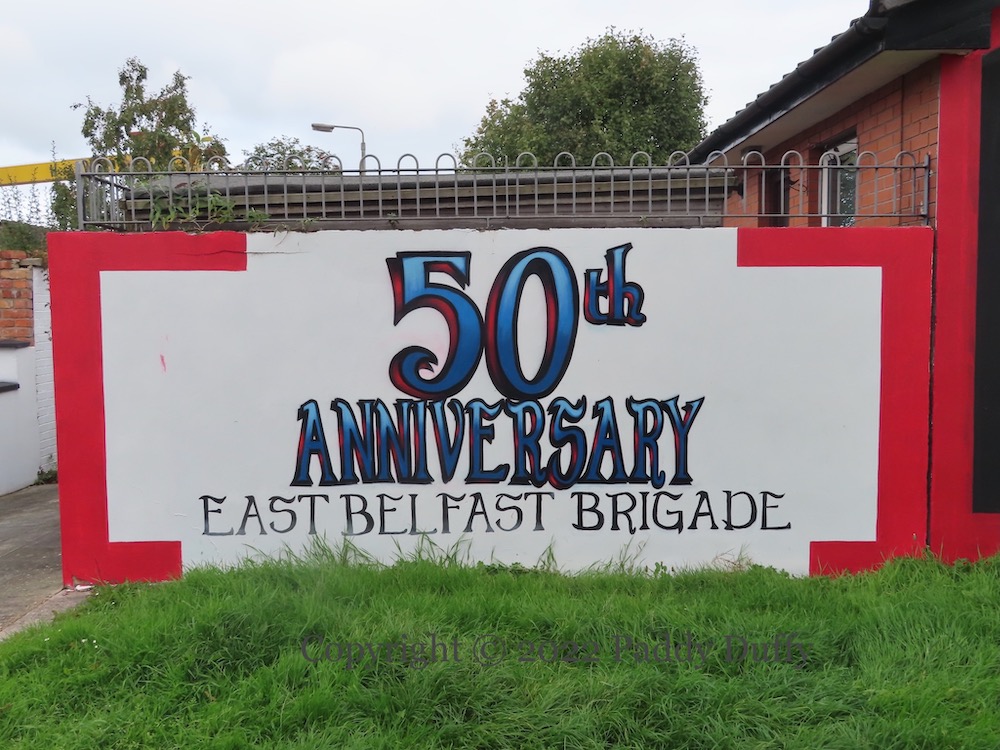 50th
ANNIVERSARY
EAST BELFAST BRIGADE
Copyright © 2022 Paddy Duffy